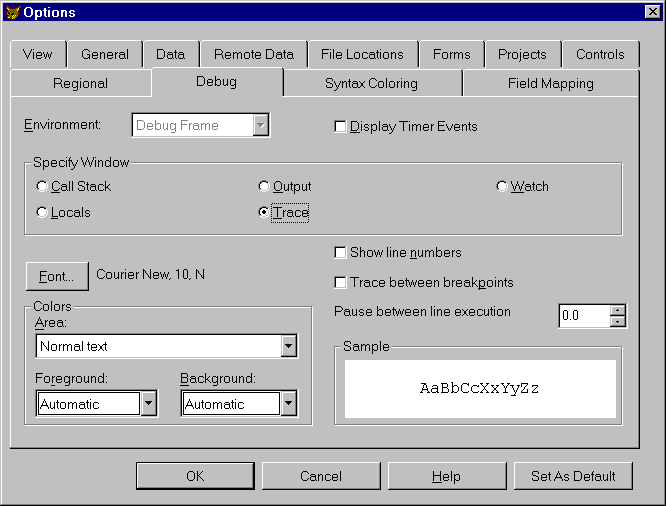 Options
View General Data Remote Data File Locations Forms Projects Controls
Regional Debug Syntax Coloring Field Mapping
Environment: Debug Frame Display Timer Events
Specify Window
Call Stack Output Watch
Locals Trace
Show line numbers
Font... Courier New, 10, N
Trace between breakpoints
Colors
Area:
Pause between line execution 0.0
Normal text
Sample
Foreground: Background:
AaBbCcXxYyZz
Automatic Automatic
OK Cancel Help Set As Default